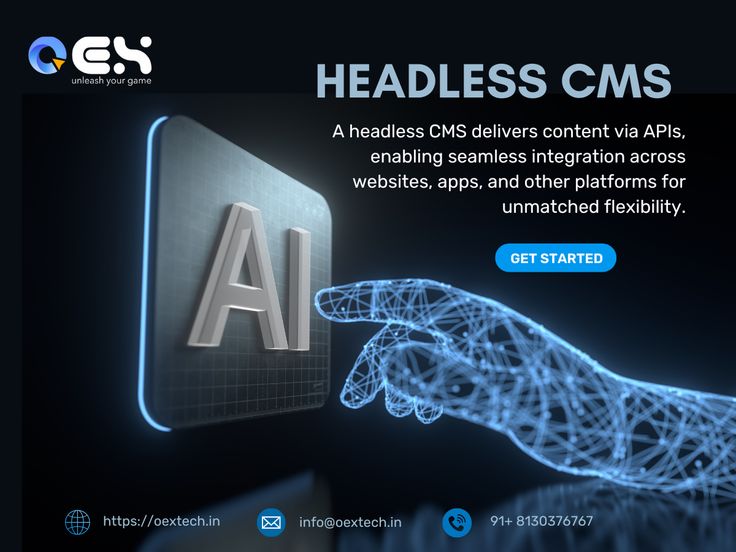 OEX
unleash your game
HEADLESS CMS
A headless CMS delivers content via APIs,
enabling seamless integration across
websites, apps, and other platforms for
unmatched flexibility.
GET STARTED
AI
https://oextech.in
info@oextech.in
91+ 8130376767